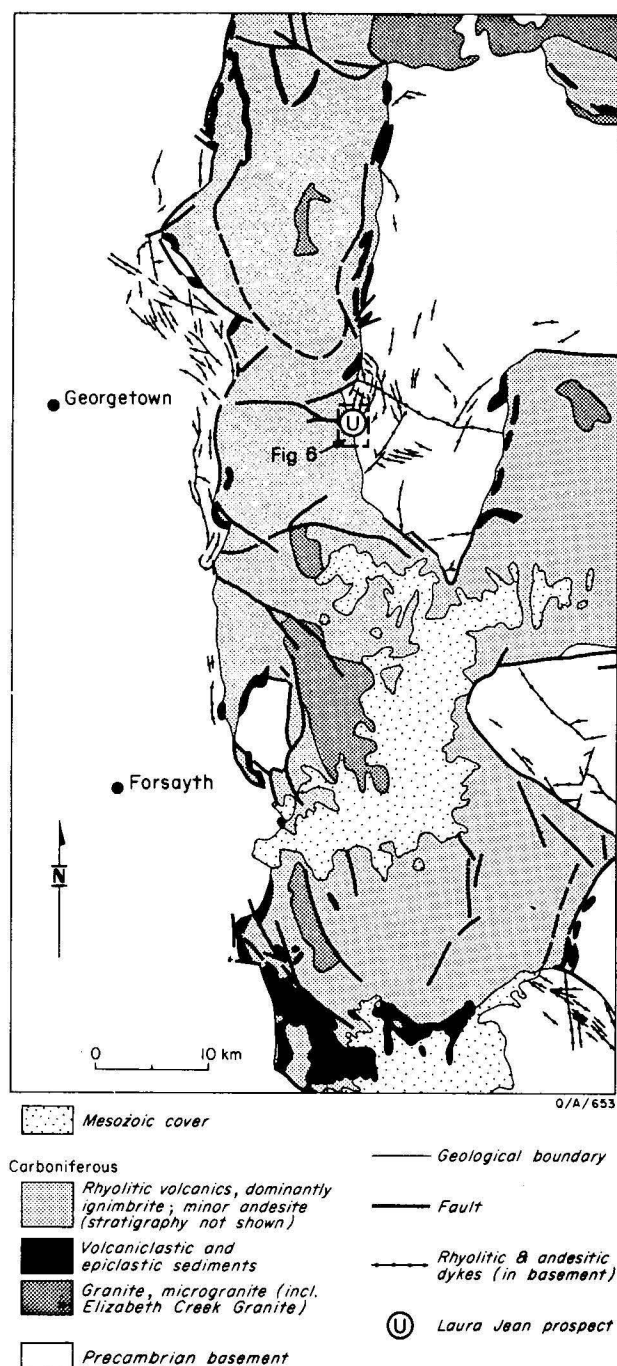 Georgetown
U
Fig 6
Forsayth
N
0 10 km
Q/A/653
Mesozoic cover
Carboniferous
Rhyolitic volcanics, dominantly
ignimbrite; minor andesite
(stratigraphy not shown)
Volcaniclastic and
epiclastic sediments
Granite, microgranite (incl.
Elizabeth Creek Granite)
Precambrian basement
Geological boundary
Fault
Rhyolitic & andesitic
dykes (in basement)
U Laura Jean prospect